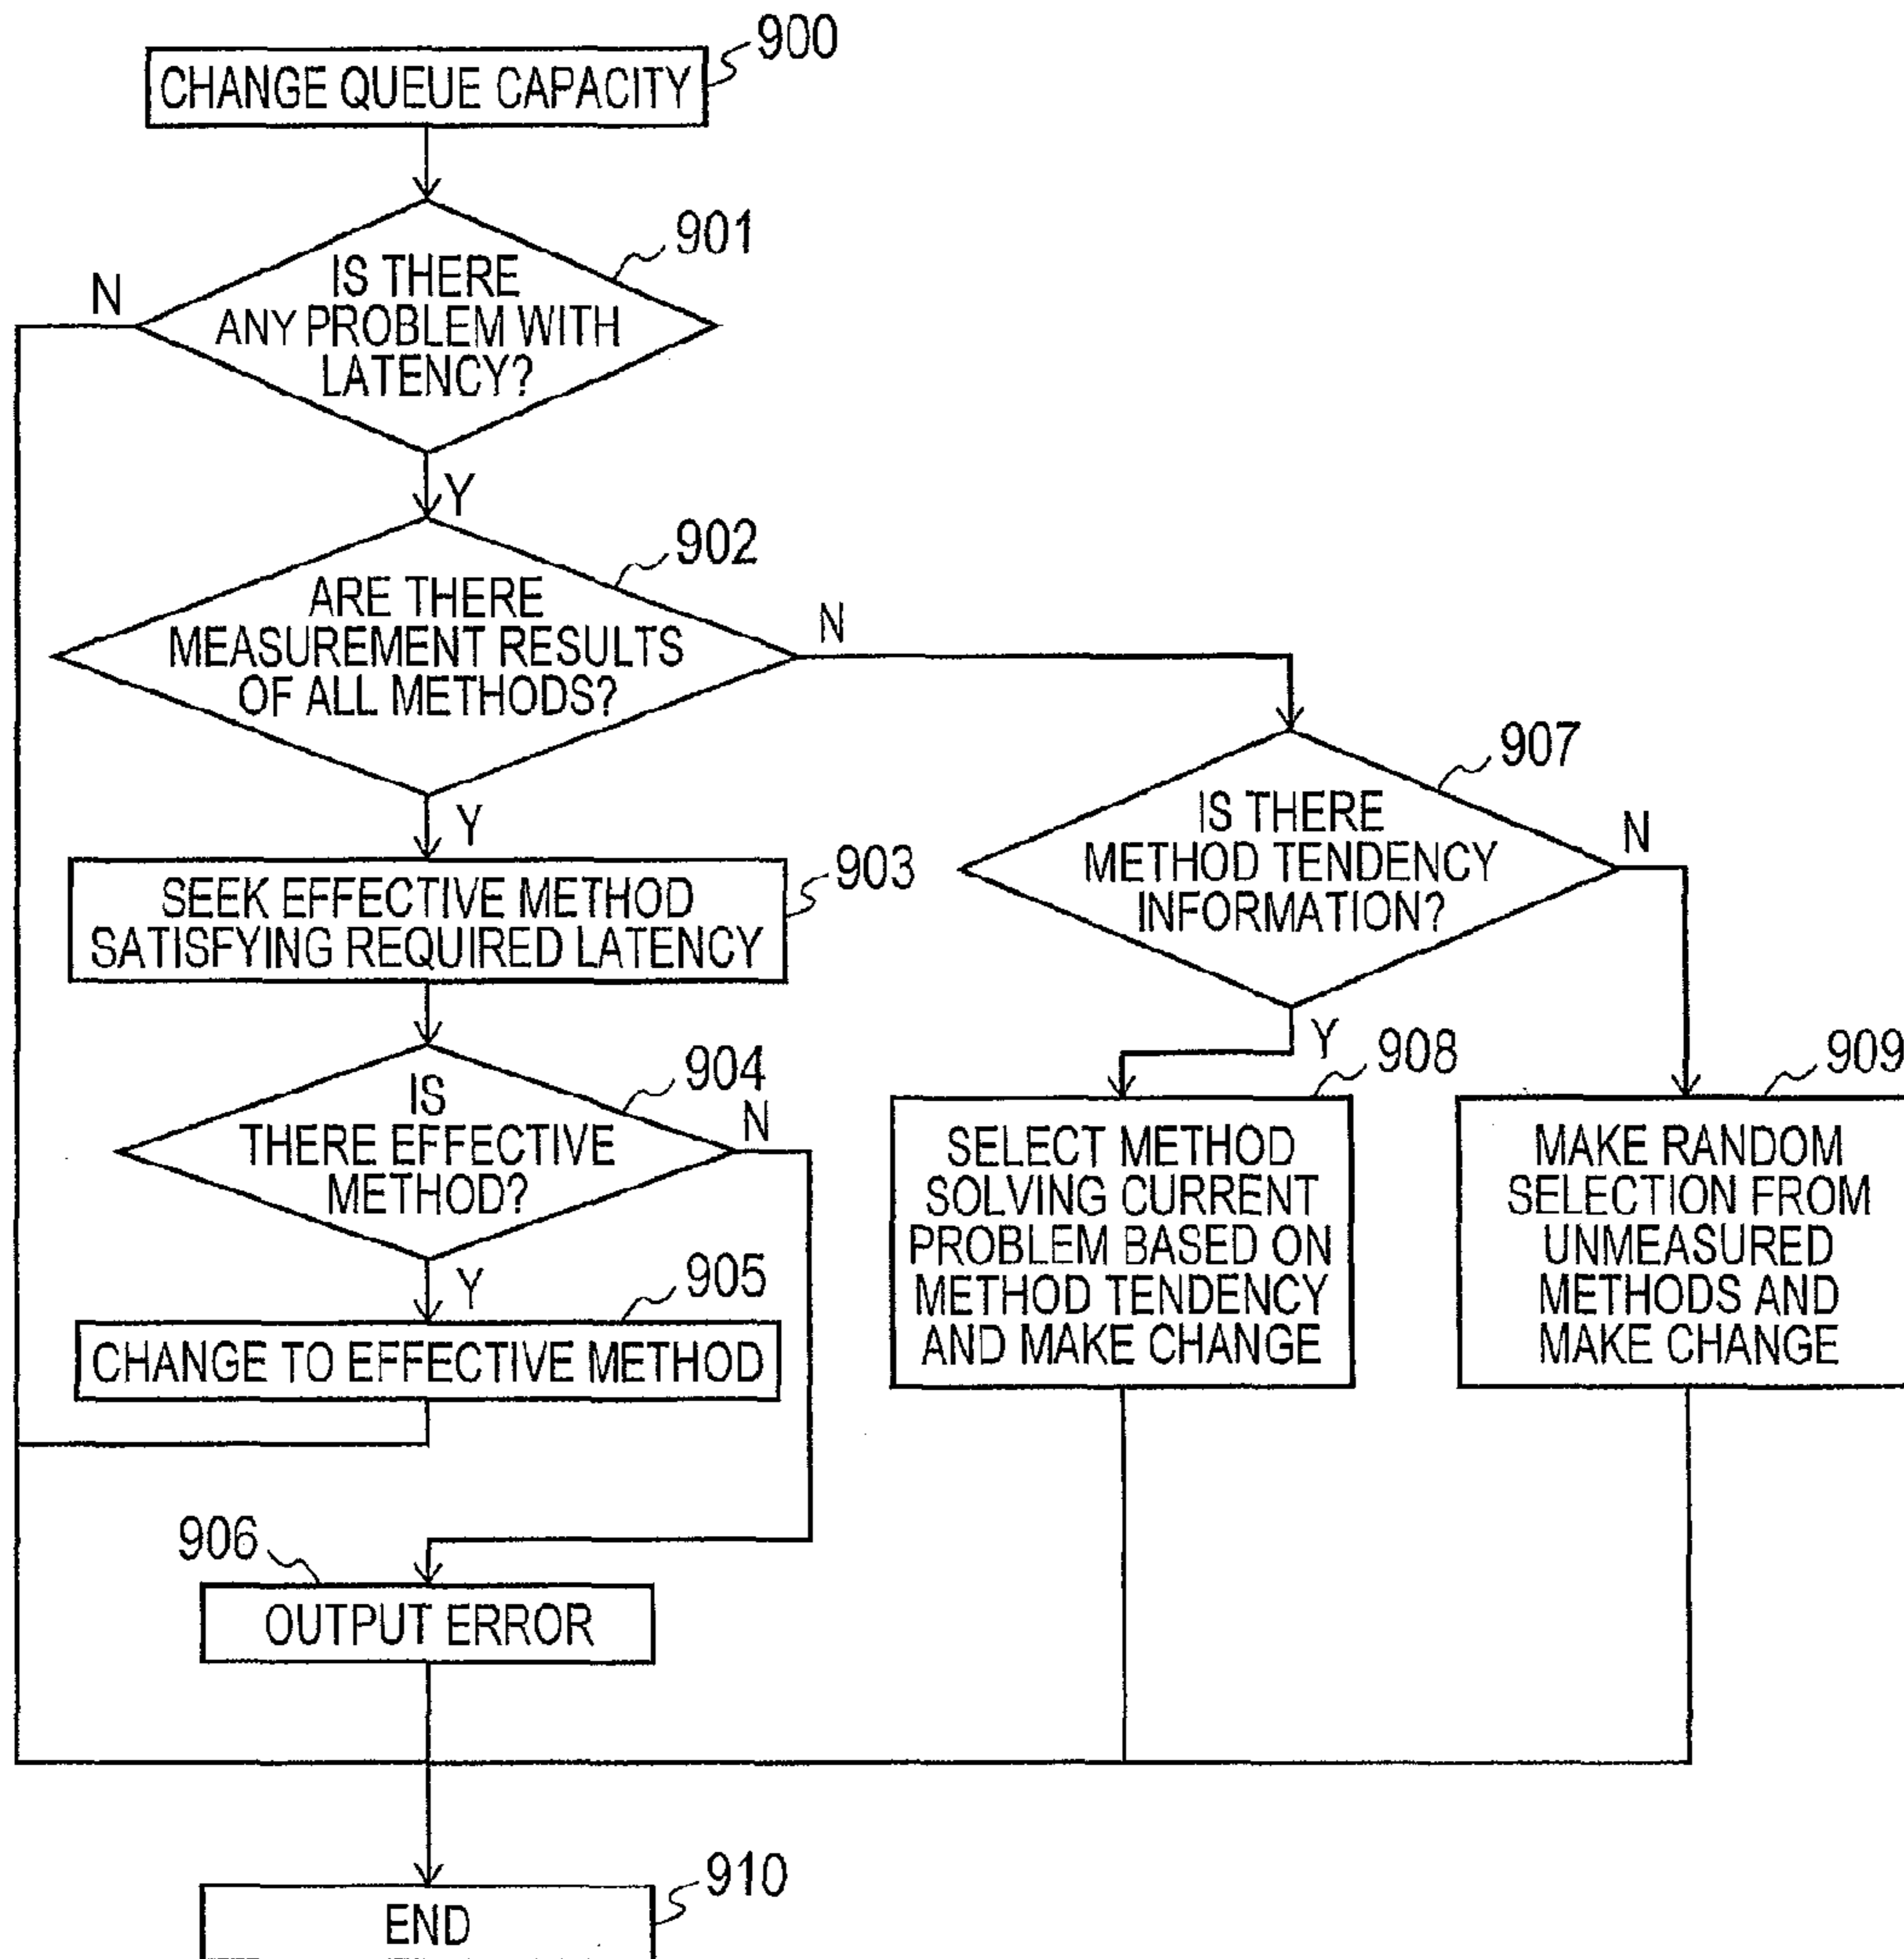 900
CHANGE QUEUE CAPACITY
901
N
IS THERE
ANY PROBLEM WITH
LATENCY?
Y
902
ARE THERE
MEASUREMENT RESULTS
OF ALL METHODS?
N
Y
907
IS THERE
METHOD TENDENCY
INFORMATION?
N
903
SEEK EFFECTIVE METHOD
SATISFYING REQUIRED LATENCY
Y
904
IS
THERE EFFECTIVE
METHOD?
N
908
SELECT METHOD
SOLVING CURRENT
PROBLEM BASED ON
METHOD TENDENCY
AND MAKE CHANGE
909
MAKE RANDOM
SELECTION FROM
UNMEASURED
METHODS AND
MAKE CHANGE
Y
905
CHANGE TO EFFECTIVE METHOD
906
OUTPUT ERROR
910
END